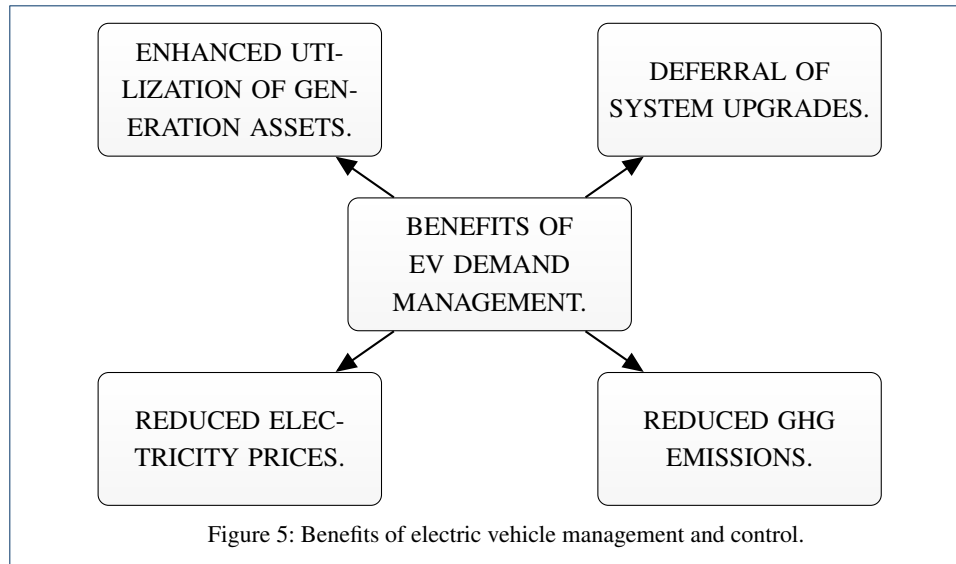 ENHANCED UTI-
LIZATION OF GEN-
ERATION ASSETS.
DEFERRAL OF
SYSTEM UPGRADES.
BENEFITS OF
EV DEMAND
MANAGEMENT.
REDUCED ELEC-
TRICITY PRICES.
REDUCED GHG
EMISSIONS.
Figure 5: Benefits of electric vehicle management and control.